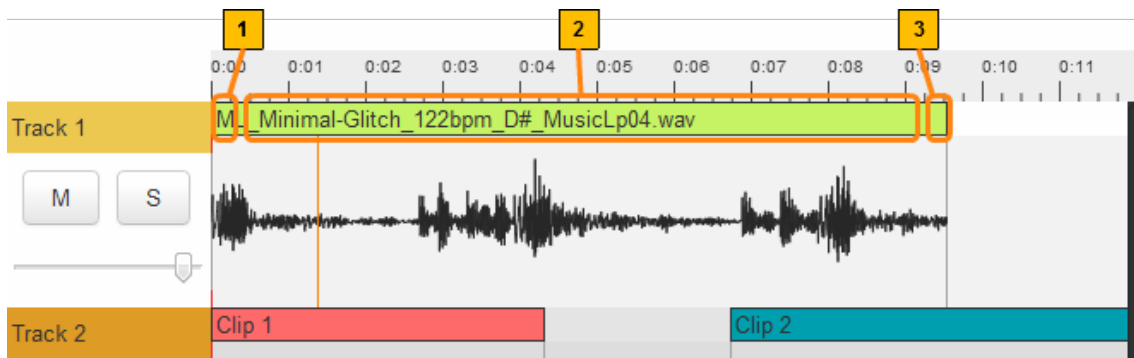 1 2 3
0:00 0:01 0:02 0:03 0:04 0:05 0:06 0:07 0:08 0:09 0:10 0:11
Track 1 ML_Minimal-Glitch_122bpm_D#_MusicLp04.wav
M S
Track 2 Clip 1 Clip 2